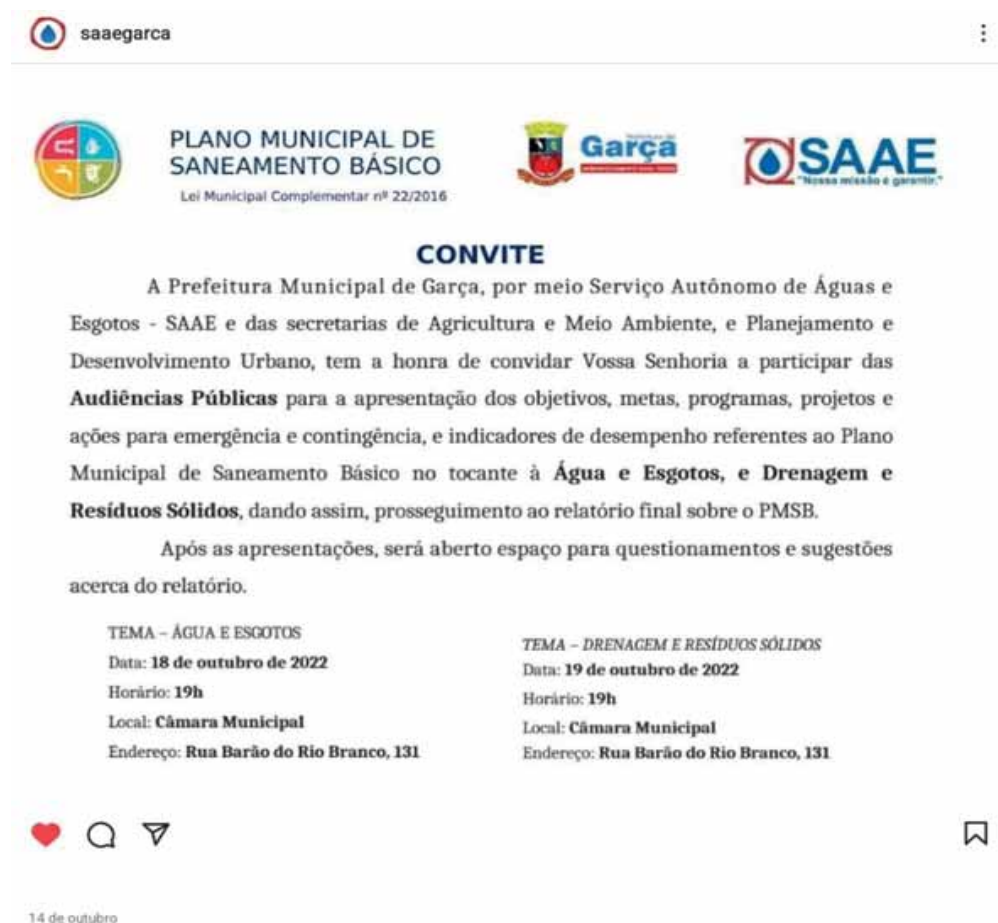 saaegarca
PLANO MUNICIPAL DE
SANEAMENTO BÁSICO
Lei Municipal Complementar nº 22/2016
Garça
SAAE
"Nossa missão é garantir."
CONVITE
A Prefeitura Municipal de Garça, por meio Serviço Autônomo de Águas e
Esgotos - SAAE e das secretarias de Agricultura e Meio Ambiente, e Planejamento e
Desenvolvimento Urbano, tem a honra de convidar Vossa Senhoria a participar das
Audiências Públicas para a apresentação dos objetivos, metas, programas, projetos e
ações para emergência e contingência, e indicadores de desempenho referentes ao Plano
Municipal de Saneamento Básico no tocante à Água e Esgotos, e Drenagem e
Resíduos Sólidos, dando assim, prosseguimento ao relatório final sobre o PMSB.
Após as apresentações, será aberto espaço para questionamentos e sugestões
acerca do relatório.
TEMA – ÁGUA E ESGOTOS
Data: 18 de outubro de 2022
Horário: 19h
Local: Câmara Municipal
Endereço: Rua Barão do Rio Branco, 131
TEMA – DRENAGEM E RESÍDUOS SÓLIDOS
Data: 19 de outubro de 2022
Horário: 19h
Local: Câmara Municipal
Endereço: Rua Barão do Rio Branco, 131
14 de outubro